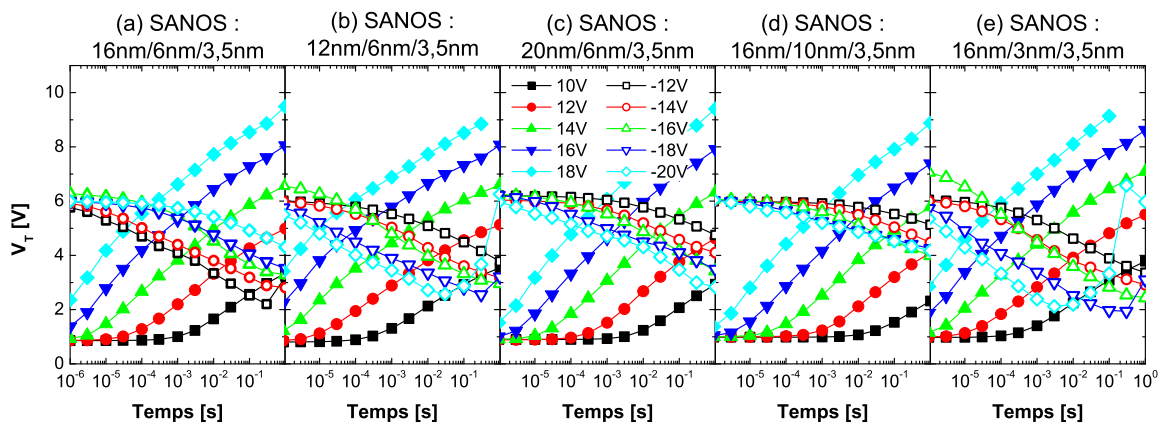 (a) SANOS :
16nm/6nm/3,5nm
(b) SANOS :
12nm/6nm/3,5nm
(c) SANOS :
20nm/6nm/3,5nm
(d) SANOS :
16nm/10nm/3,5nm
(e) SANOS :
16nm/3nm/3,5nm
10
8
6
4
2
0
V_T [V]
10V
12V
14V
16V
18V
-12V
-14V
-16V
-18V
-20V
10^-6 10^-5 10^-4 10^-3 10^-2 10^-1
10^-5 10^-4 10^-3 10^-2 10^-1
10^-5 10^-4 10^-3 10^-2 10^-1
10^-5 10^-4 10^-3 10^-2 10^-1
10^-5 10^-4 10^-3 10^-2 10^-1 10^0
Temps [s]
Temps [s]
Temps [s]
Temps [s]
Temps [s]